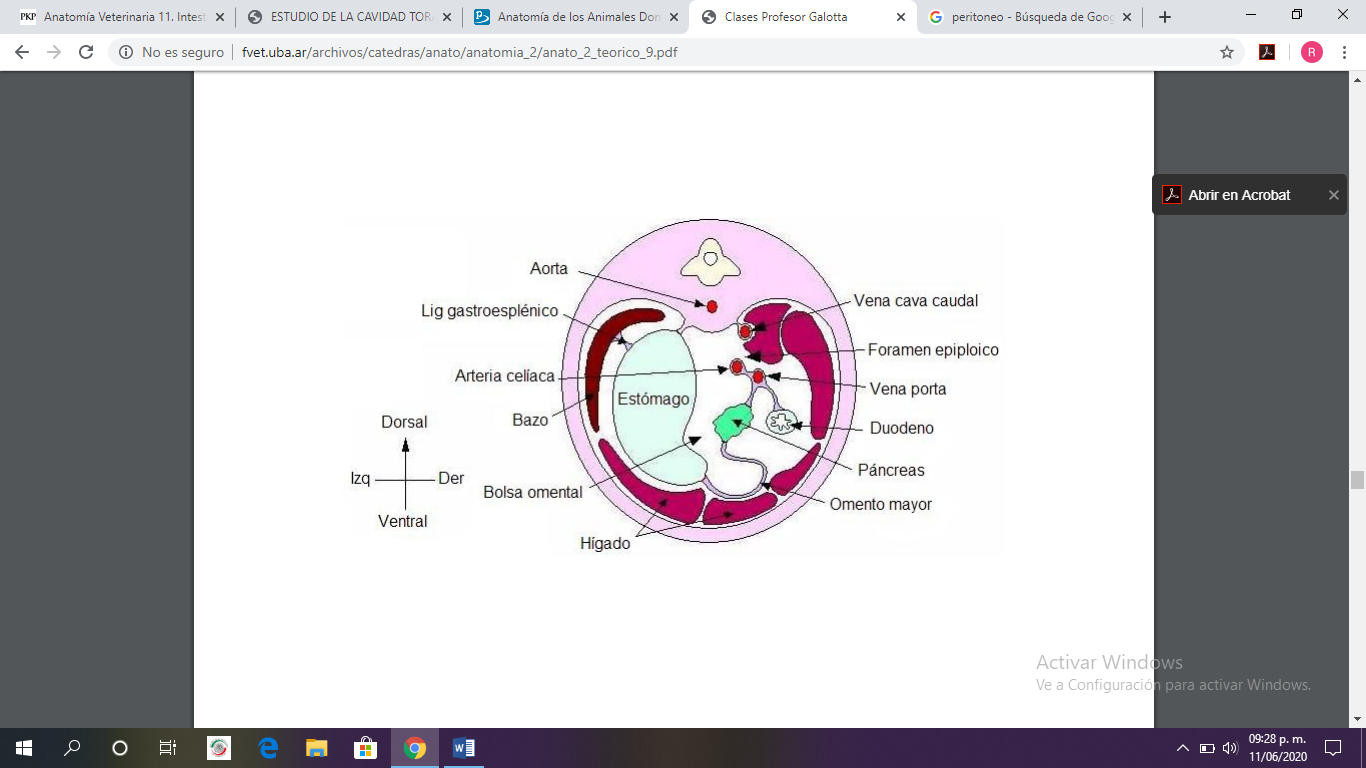 PKP Anatomía Veterinaria 11. Intest
ESTUDIO DE LA CAVIDAD TORA
Anatomía de los Animales Dom
Clases Profesor Galotta
peritoneo - Búsqueda de Goog
No es seguro
fvet.uba.ar/archivos/catedras/anato/anatomia_2/anato_2_teorico_9.pdf
R
Abrir en Acrobat
Aorta
Vena cava caudal
Lig gastroesplénico
Foramen epiploico
Arteria celíaca
Vena porta
Estómago
Bazo
Duodeno
Dorsal
Izq
Der
Ventral
Páncreas
Bolsa omental
Omento mayor
Hígado
Activar Windows
Ve a Configuración para activar Windows.
09:28 p. m.
11/06/2020